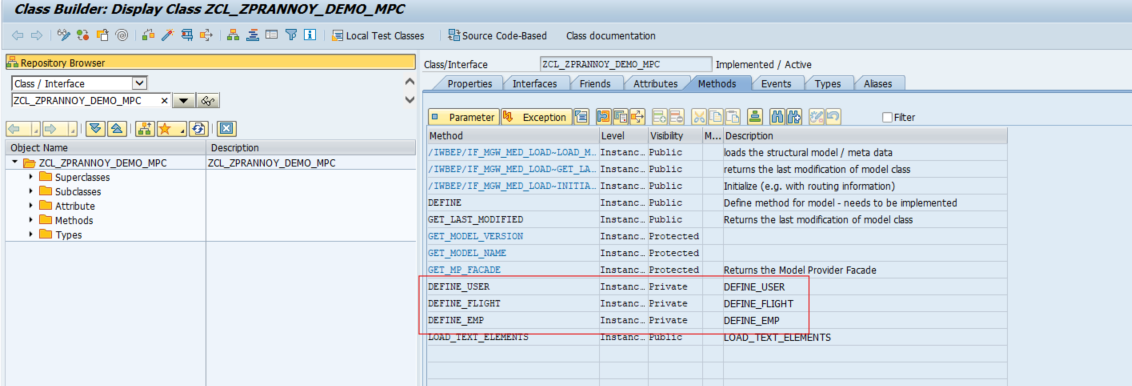 Class Builder: Display Class ZCL_ZPRANNOY_DEMO_MPC
Local Test Classes Source Code-Based Class documentation
Repository Browser
Class / Interface
ZCL_ZPRANNOY_DEMO_MPC
Object Name Description
ZCL_ZPRANNOY_DEMO_MPC ZCL_ZPRANNOY_DEMO_MPC
Superclasses
Subclasses
Attribute
Methods
Types
Class/Interface ZCL_ZPRANNOY_DEMO_MPC Implemented / Active
Properties Interfaces Friends Attributes Methods Events Types Aliases
Parameter Exception Filter
Method Level Visibility M... Description
/IWBEP/IF_MGW_MED_LOAD~LOAD_M... Instanc... Public loads the structural model / meta data
/IWBEP/IF_MGW_MED_LOAD~GET_LA... Instanc... Public returns the last modification of model class
/IWBEP/IF_MGW_MED_LOAD~INITIA... Instanc... Public Initialize (e.g. with routing information)
DEFINE Instanc... Public Define method for model - needs to be implemented
GET_LAST_MODIFIED Instanc... Public Returns the last modification of model class
GET_MODEL_VERSION Instanc... Protected
GET_MODEL_NAME Instanc... Protected
GET_MP_FACADE Instanc... Protected Returns the Model Provider Facade
DEFINE_USER Instanc... Private DEFINE_USER
DEFINE_FLIGHT Instanc... Private DEFINE_FLIGHT
DEFINE_EMP Instanc... Private DEFINE_EMP
LOAD_TEXT_ELEMENTS Instanc... Public LOAD_TEXT_ELEMENTS